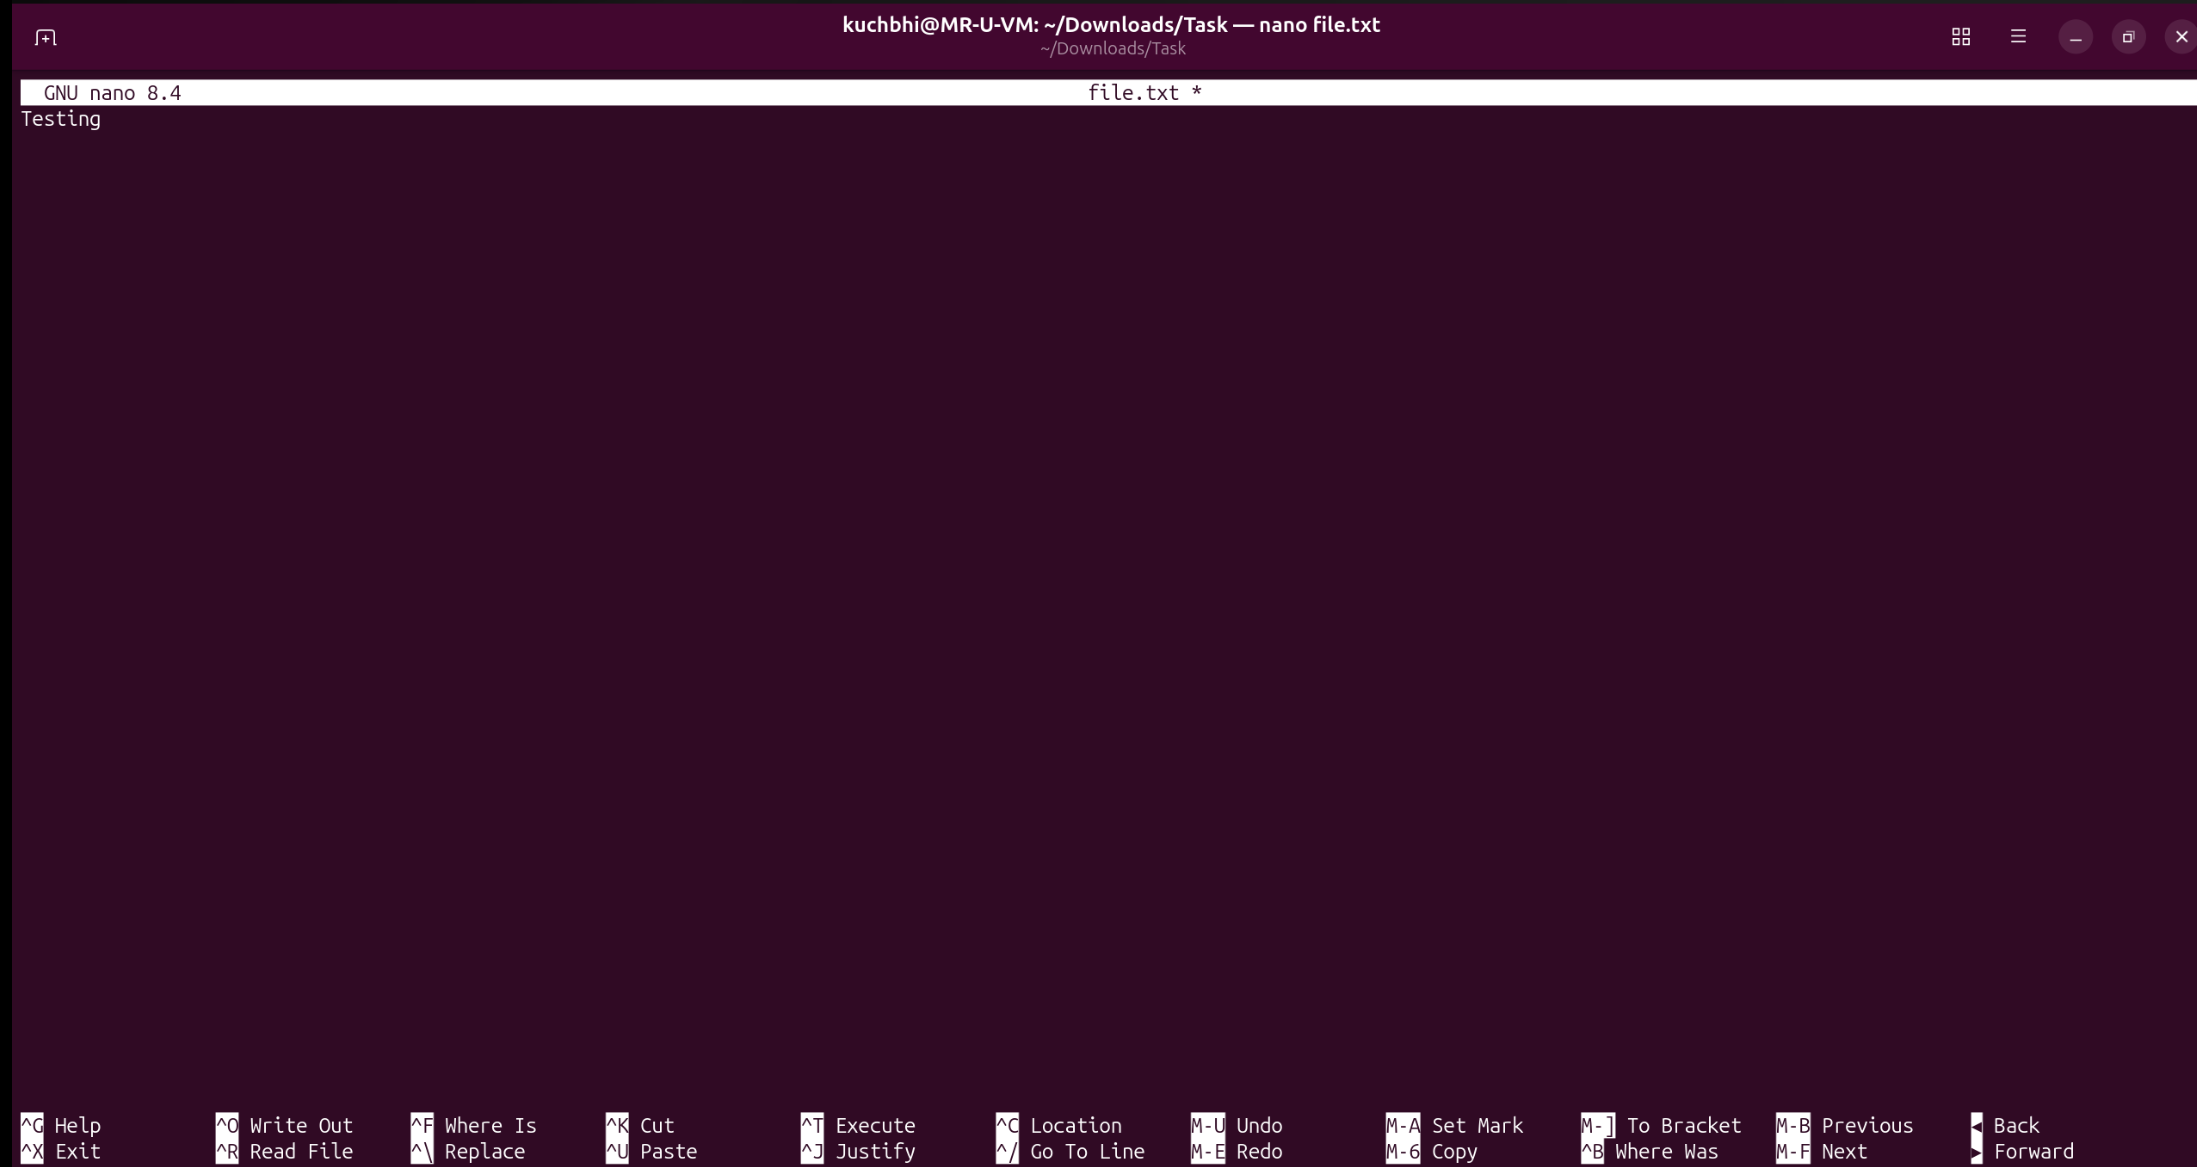 kuchbhi@MR-U-VM: ~/Downloads/Task — nano file.txt
~/Downloads/Task
GNU nano 8.4 file.txt *
Testing
^G Help ^O Write Out ^F Where Is ^K Cut ^T Execute ^C Location M-U Undo M-A Set Mark M-] To Bracket M-B Previous ◂ Back
^X Exit ^R Read File ^\ Replace ^U Paste ^J Justify ^/ Go To Line M-E Redo M-6 Copy ^B Where Was M-F Next ▸ Forward